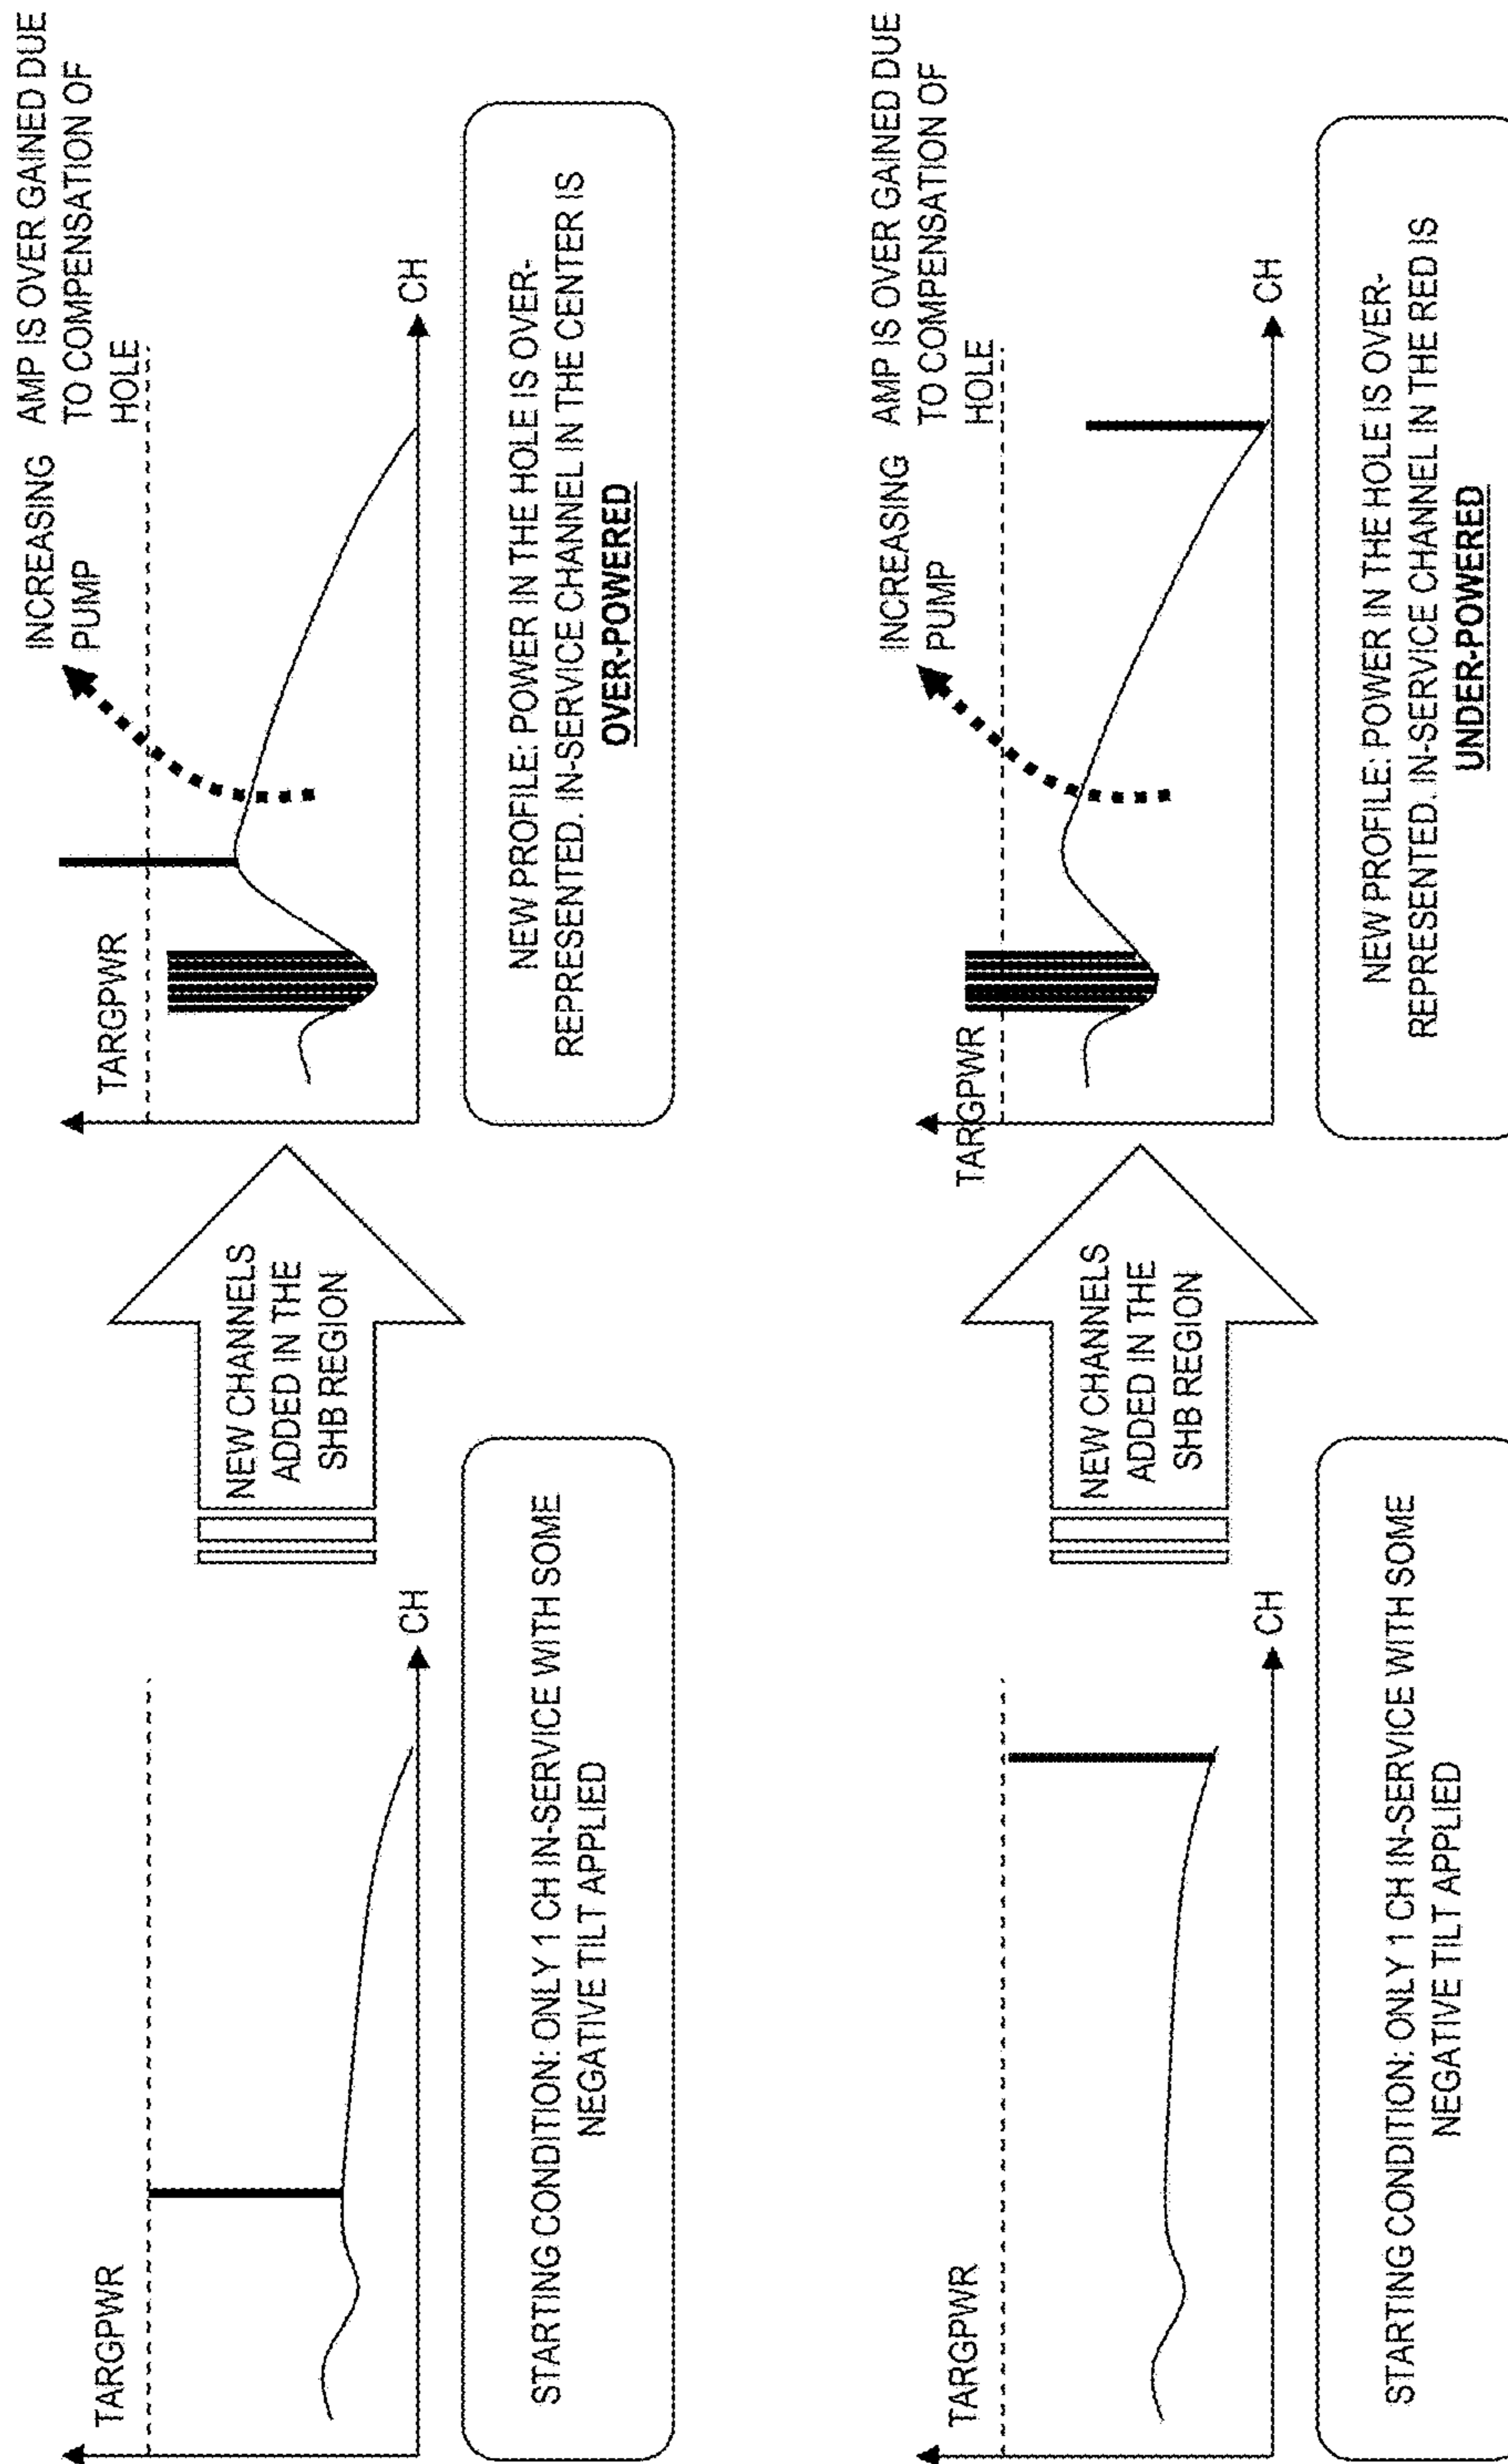 TARGPWR
CH
STARTING CONDITION: ONLY 1 CH IN-SERVICE WITH SOME
NEGATIVE TILT APPLIED
NEW CHANNELS
ADDED IN THE
SHB REGION
TARGPWR
INCREASING
PUMP
AMP IS OVER GAINED DUE
TO COMPENSATION OF
HOLE
CH
NEW PROFILE: POWER IN THE HOLE IS OVER-
REPRESENTED. IN-SERVICE CHANNEL IN THE CENTER IS
OVER-POWERED
TARGPWR
CH
STARTING CONDITION: ONLY 1 CH IN-SERVICE WITH SOME
NEGATIVE TILT APPLIED
NEW CHANNELS
ADDED IN THE
SHB REGION
TARGPWR
INCREASING
PUMP
AMP IS OVER GAINED DUE
TO COMPENSATION OF
HOLE
CH
NEW PROFILE: POWER IN THE HOLE IS OVER-
REPRESENTED. IN-SERVICE CHANNEL IN THE RED IS
UNDER-POWERED